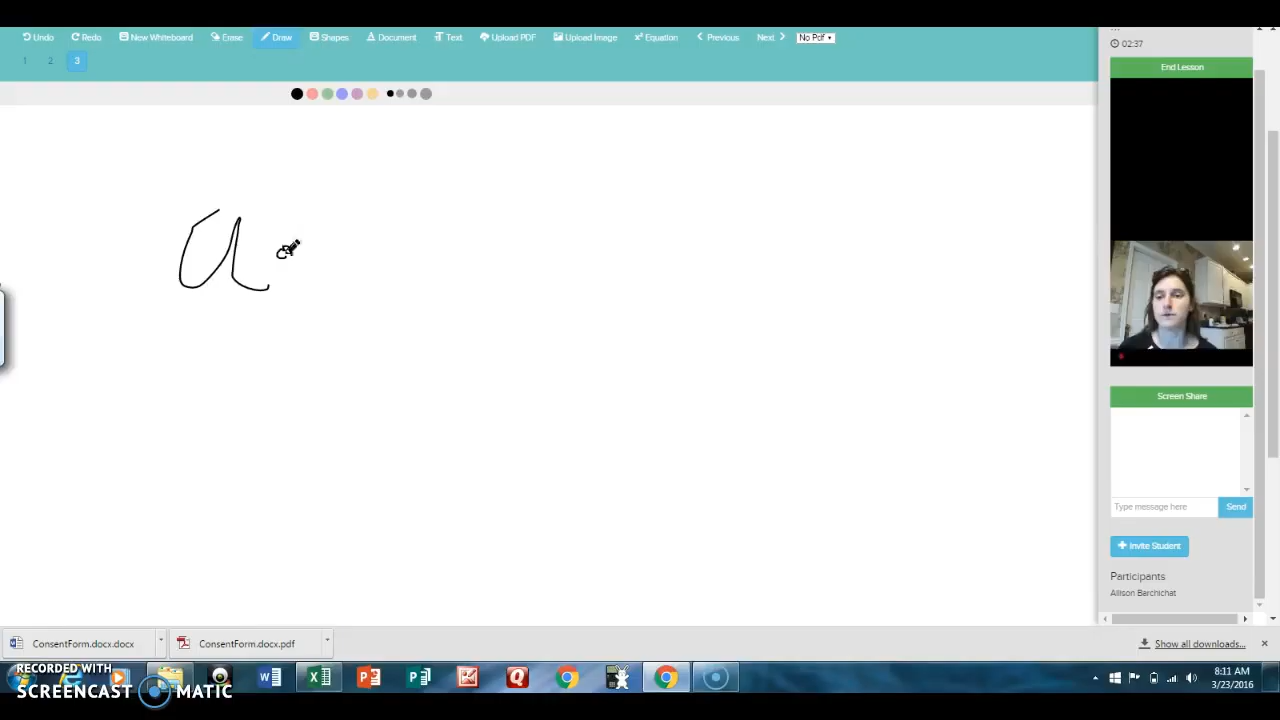 Undo Redo New Whiteboard Erase Draw Shapes Document Text Upload PDF Upload Image x² Equation Previous Next No Pdf
02:37
1 2 3
End Lesson
a
Screen Share
Type message here Send
Invite Student
Participants
Allison Barchichat
ConsentForm.docx.docx ConsentForm.docx.pdf Show all downloads...
RECORDED WITH
SCREENCAST MATIC
8:11 AM
3/23/2016